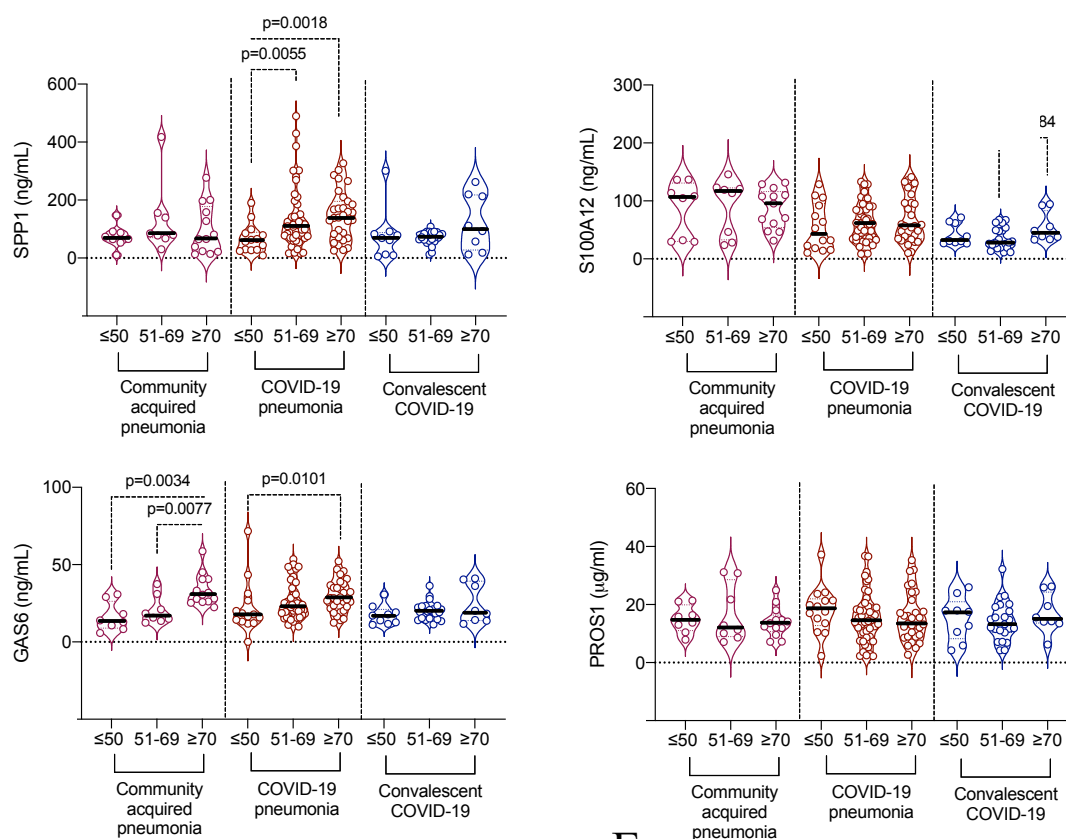 p=0.0018
p=0.0055
SPP1 (ng/mL)
600
400
200
0
≤50 51-69 ≥70 ≤50 51-69 ≥70 ≤50 51-69 ≥70
Community
acquired
pneumonia
COVID-19
pneumonia
Convalescent
COVID-19
S100A12 (ng/mL)
300
200
100
0
84
≤50 51-69 ≥70 ≤50 51-69 ≥70 ≤50 51-69 ≥70
Community
acquired
pneumonia
COVID-19
pneumonia
Convalescent
COVID-19
GAS6 (ng/mL)
100
50
0
p=0.0034
p=0.0077
p=0.0101
≤50 51-69 ≥70 ≤50 51-69 ≥70 ≤50 51-69 ≥70
Community
acquired
pneumonia
COVID-19
pneumonia
Convalescent
COVID-19
PROS1 (µg/ml)
60
40
20
0
≤50 51-69 ≥70 ≤50 51-69 ≥70 ≤50 51-69 ≥70
Community
acquired
pneumonia
COVID-19
pneumonia
Convalescent
COVID-19